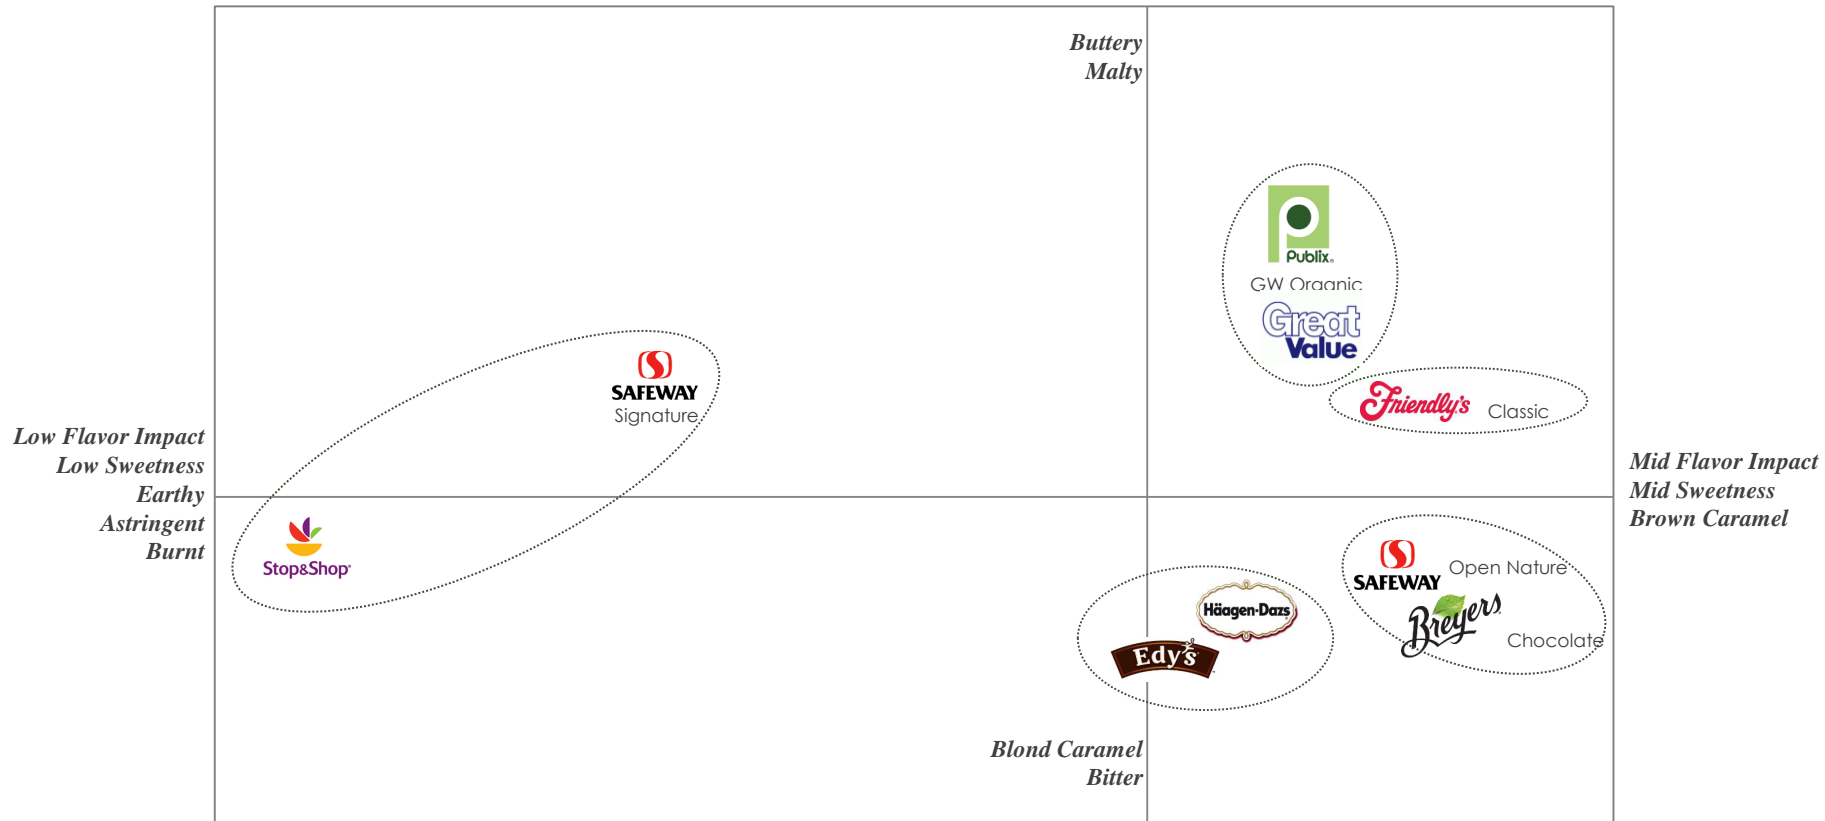 Buttery
Malty
Publix.
GW Organic
Great
Value
SAFEWAY
Signature
Friendly's
Classic
Low Flavor Impact
Low Sweetness
Earthy
Astringent
Burnt
Mid Flavor Impact
Mid Sweetness
Brown Caramel
Stop&Shop
SAFEWAY
Open Nature
Häagen-Dazs
Breyers
Chocolate
Edy's
Blond Caramel
Bitter